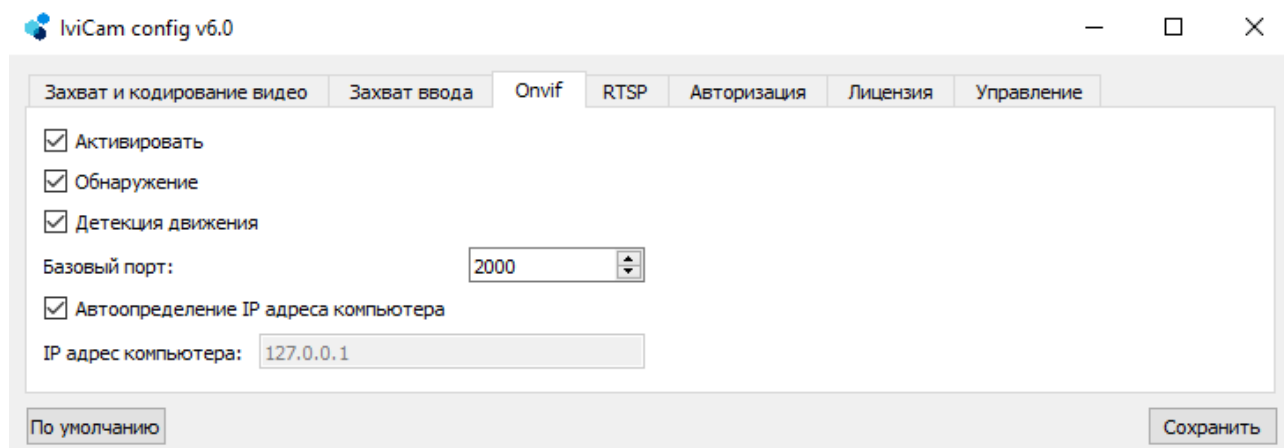 IviCam config v6.0
Захват и кодирование видео Захват ввода Onvif RTSP Авторизация Лицензия Управление
Активировать
Обнаружение
Детекция движения
Базовый порт: 2000
Автоопределение IP адреса компьютера
IP адрес компьютера: 127.0.0.1
По умолчанию Сохранить